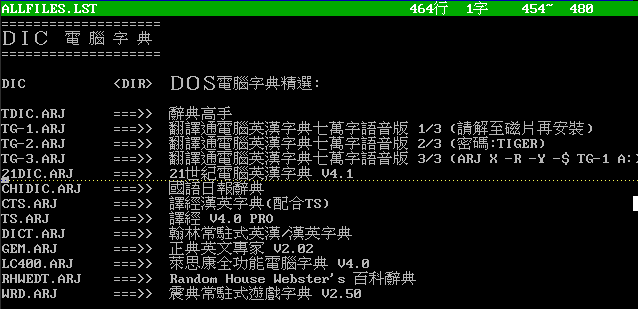 ALLFILES.LST 464行 1字 454~ 480
====================
DIC 電腦字典
====================
DIC <DIR> DOS電腦字典精選:
TDIC.ARJ ===>> 辭典高手
TG-1.ARJ ===>> 翻譯通電腦英漢字典七萬字語音版 1/3 (請解至磁片再安裝)
TG-2.ARJ ===>> 翻譯通電腦英漢字典七萬字語音版 2/3 (密碼:TIGER)
TG-3.ARJ ===>> 翻譯通電腦英漢字典七萬字語音版 3/3 (ARJ X -R -Y -$ TG-1 A:
21DIC.ARJ ===>> 21世紀電腦英漢字典 V4.1
CHIDIC.ARJ ===>> 國語日報辭典
CTS.ARJ ===>> 譯經漢英字典(配合TS)
TS.ARJ ===>> 譯經 V4.0 PRO
DICT.ARJ ===>> 翰林常駐式英漢/漢英字典
GEM.ARJ ===>> 正典英文專家 V2.02
LC400.ARJ ===>> 萊思康全功能電腦字典 V4.0
RHWEDT.ARJ ===>> Random House Webster's 百科辭典
WRD.ARJ ===>> 震典常駐式遊戲字典 V2.50